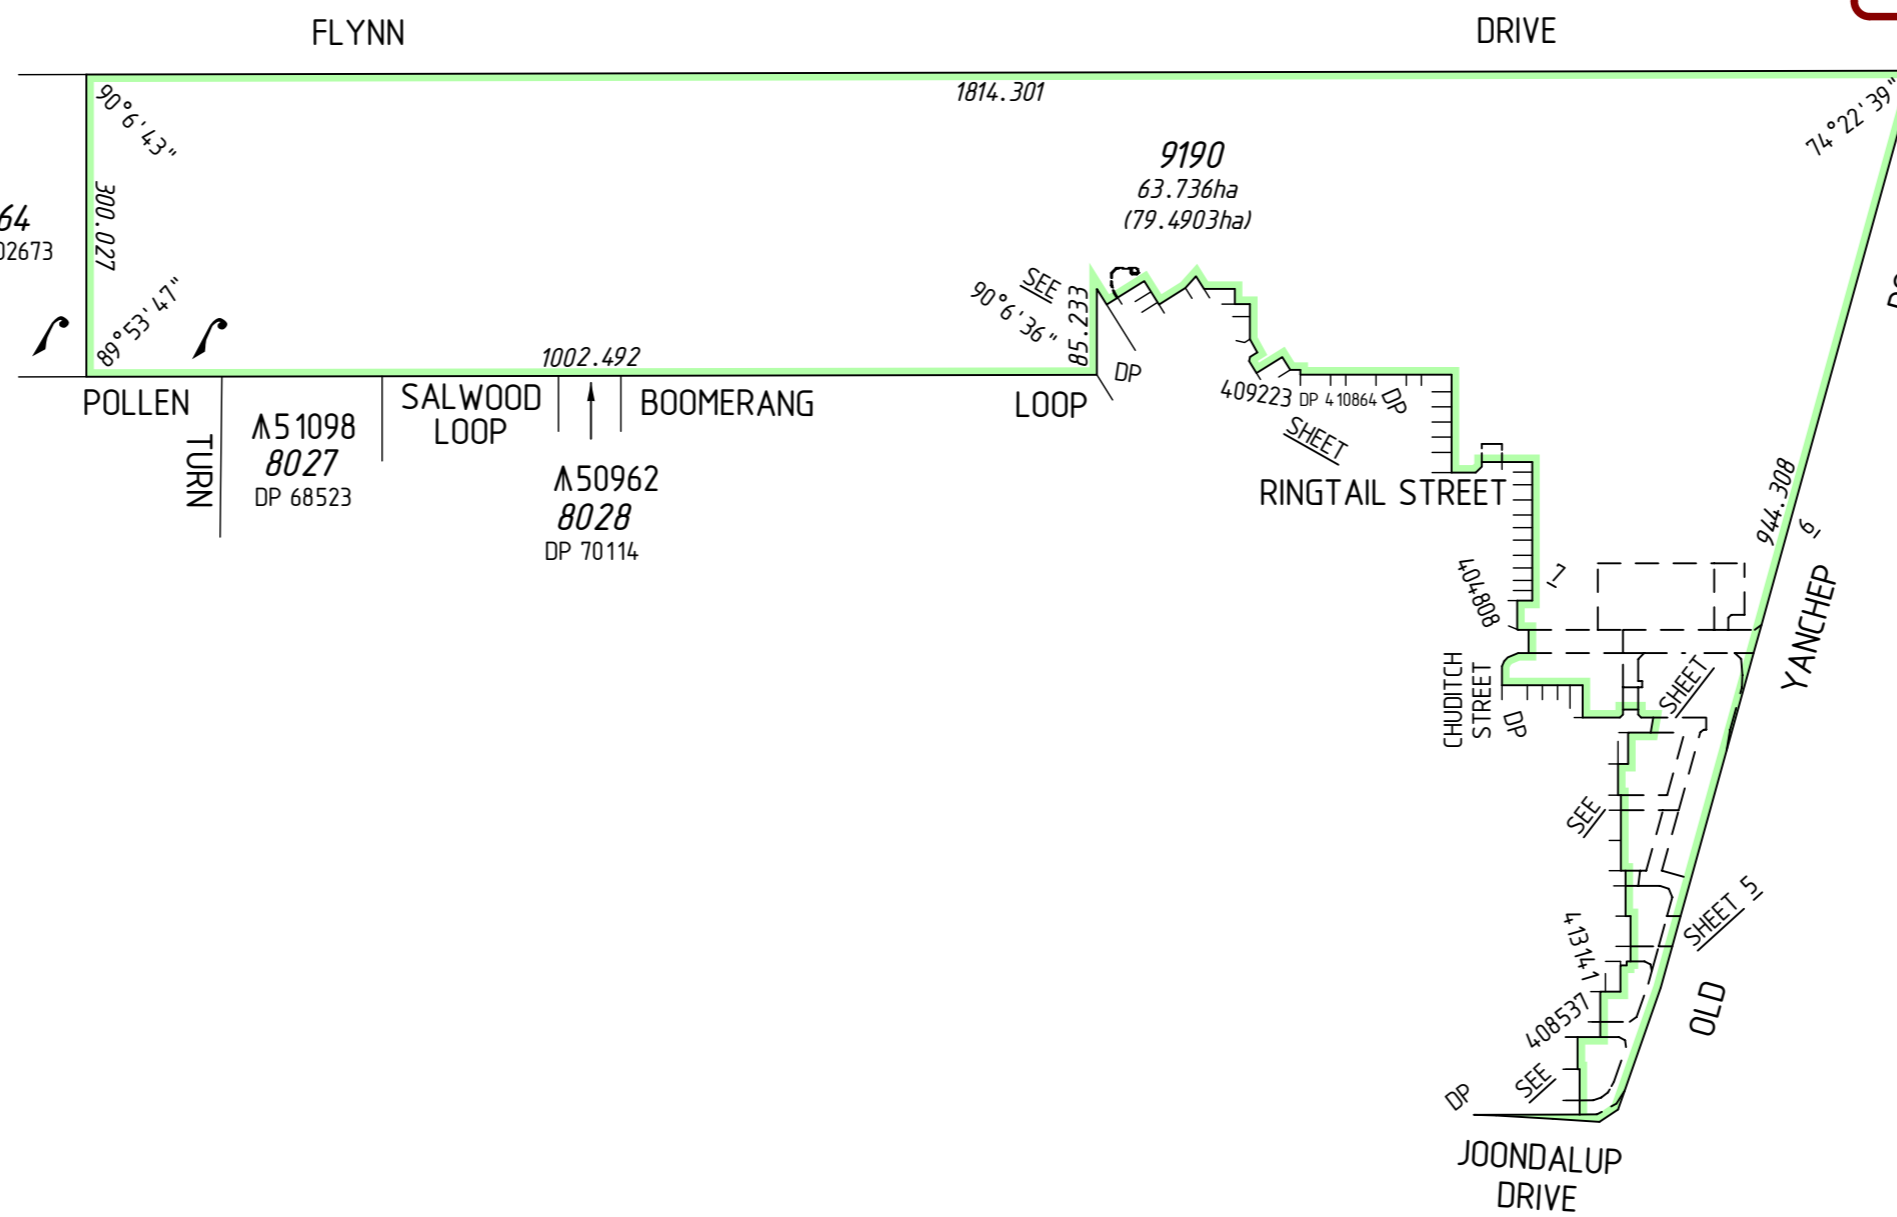 FLYNN
DRIVE
1814.301
90°6'43"
74°22'39"
9190
63.736ha
(79.4903ha)
300.027
64
02673
89°53'47"
SEE
90°6'36"
85.233
1002.492
DP
POLLEN
TURN
SALWOOD
LOOP
BOOMERANG
LOOP
409223
DP 410864
DP
SHEET
⩚51098
8027
DP 68523
⩚50962
8028
DP 70114
RINGTAIL STREET
944.308
6
7
404808
YANCHEP
CHUDITCH
STREET
DP
SHEET
SEE
SHEET 5
413141
408537
OLD
SEE
DP
JOONDALUP
DRIVE